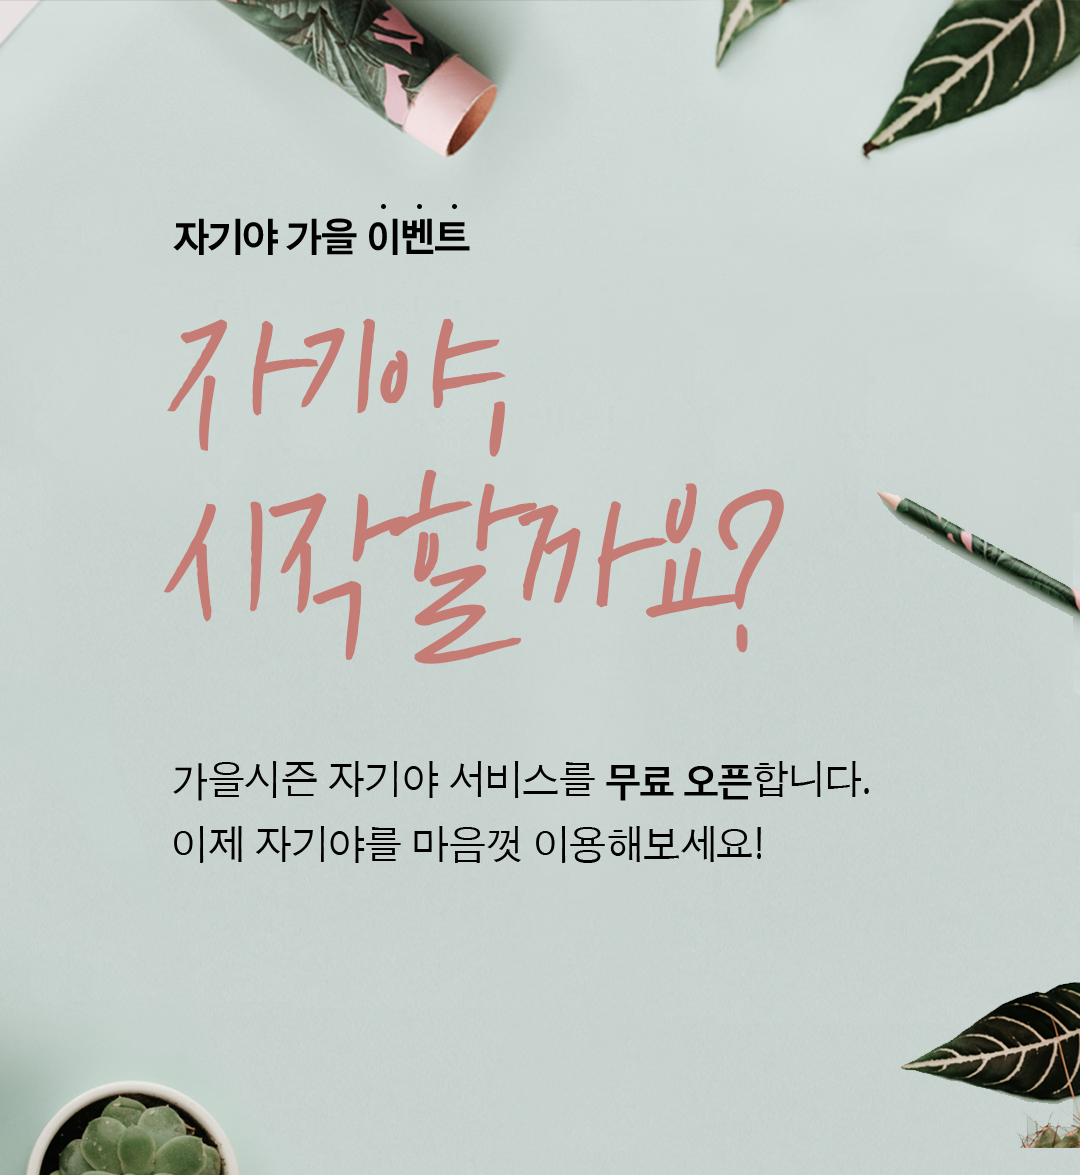 자기야 가을 이벤트
자기야,
시작할까요?
가을시즌 자기야 서비스를 무료 오픈합니다.
이제 자기야를 마음껏 이용해보세요!